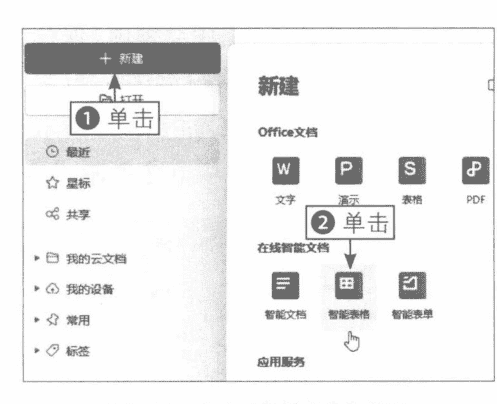 + 新建
打开
❶ 单击
最近
星标
共享
我的云文档
我的设备
常用
标签
新建
Office文档
W P S
文字 演示 表格 PDF
❷ 单击
在线智能文档
智能文档 智能表格 智能表单
应用服务